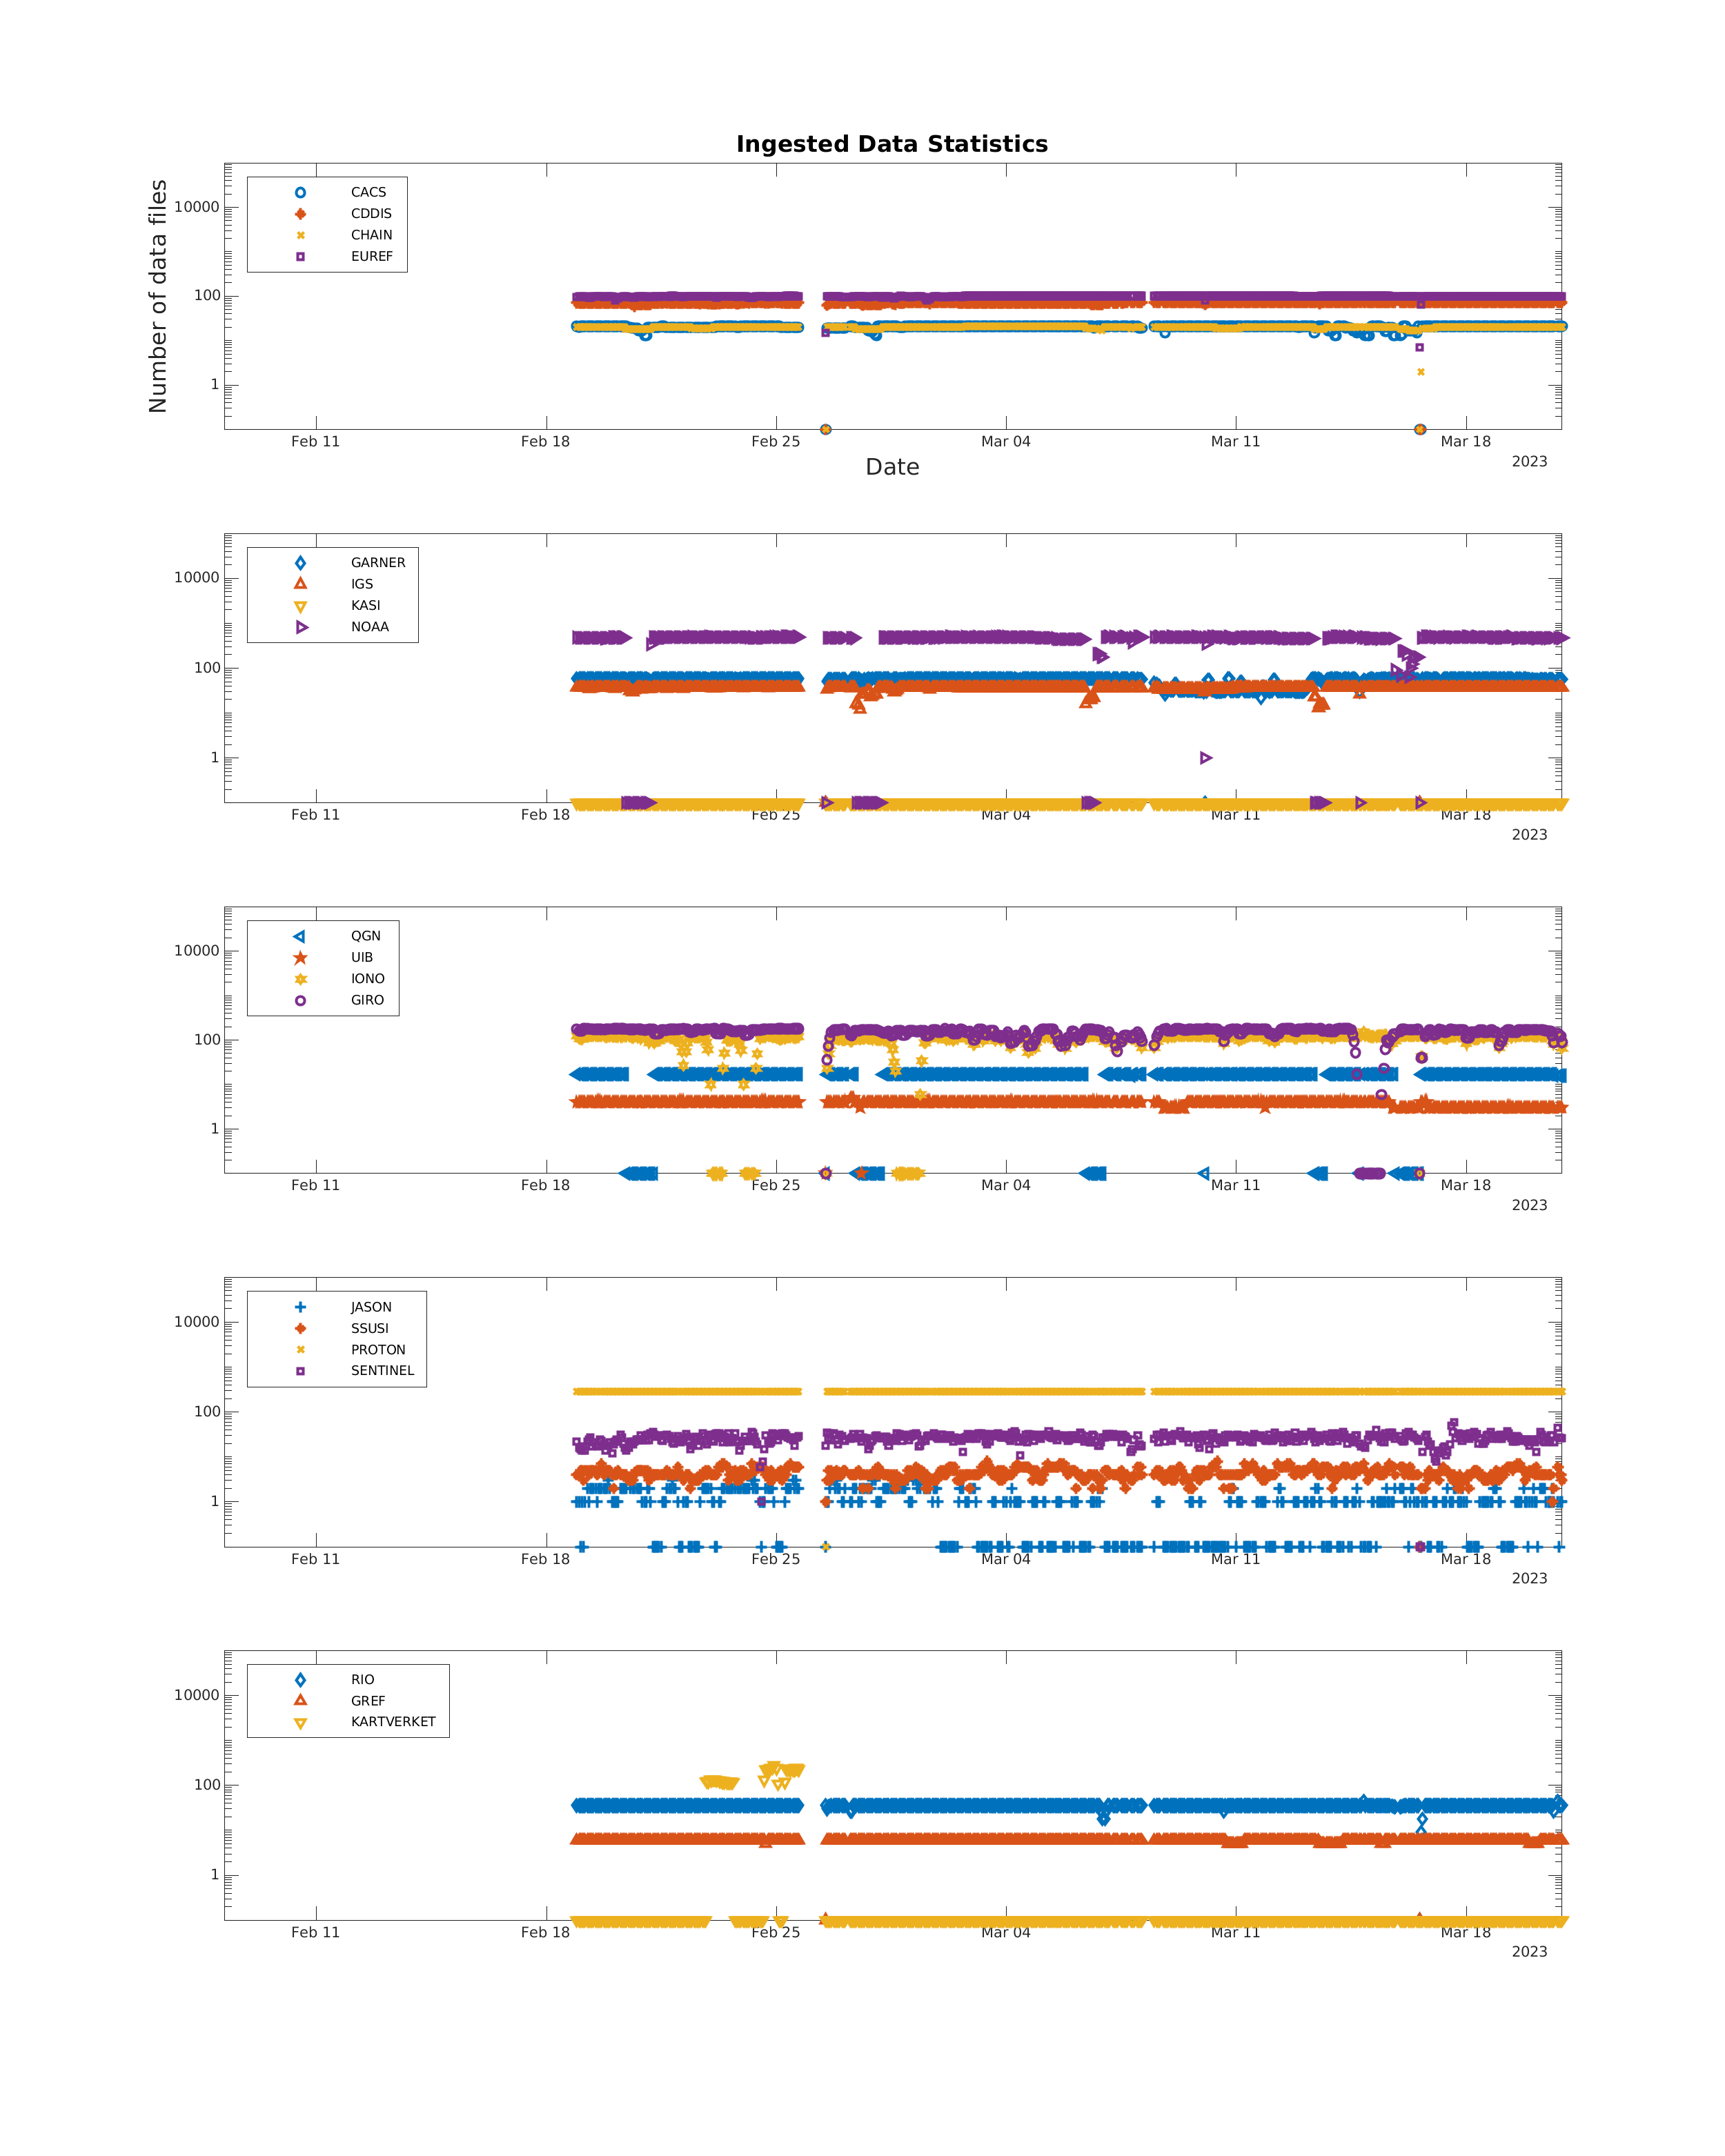 Ingested Data Statistics
Number of data files
CACS
CDDIS
CHAIN
EUREF
10000
100
1
Feb 11 Feb 18 Feb 25 Mar 04 Mar 11 Mar 18
2023
Date
GARNER
IGS
KASI
NOAA
10000
100
1
Feb 11 Feb 18 Feb 25 Mar 04 Mar 11 Mar 18
2023
QGN
UIB
IONO
GIRO
10000
100
1
Feb 11 Feb 18 Feb 25 Mar 04 Mar 11 Mar 18
2023
JASON
SSUSI
PROTON
SENTINEL
10000
100
1
Feb 11 Feb 18 Feb 25 Mar 04 Mar 11 Mar 18
2023
RIO
GREF
KARTVERKET
10000
100
1
Feb 11 Feb 18 Feb 25 Mar 04 Mar 11 Mar 18
2023